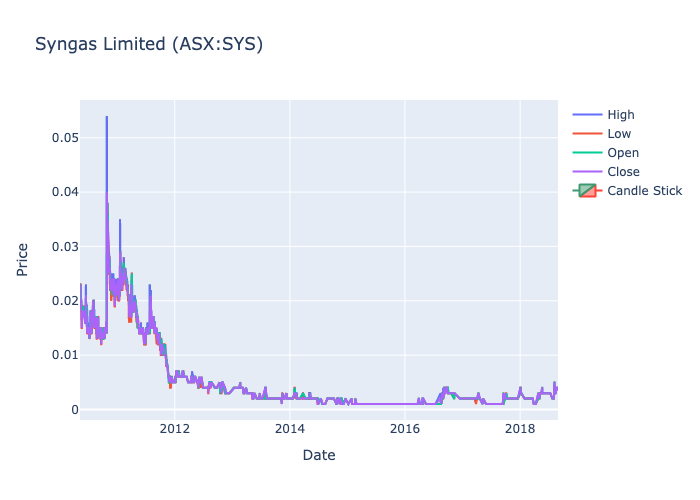 Syngas Limited (ASX:SYS)
High
Low
Open
Close
Candle Stick
0.05
0.04
0.03
0.02
0.01
0
Price
2012
2014
2016
2018
Date